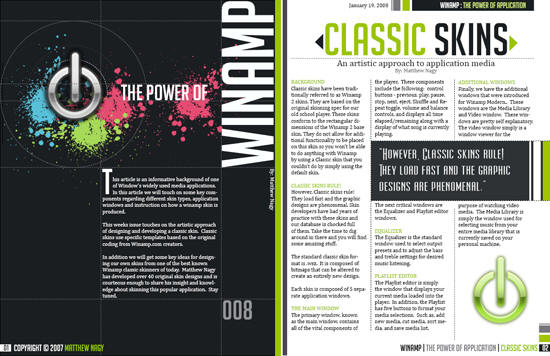 WINAMP
THE POWER OF
By: Matthew Nagy
This article is an informative background of one
of Window's widely used media applications.
In this article we will touch on some key com-
ponents regarding different skin types, application
windows and instruction on how a winamp skin is
produced.
This weeks issue touches on the artistic approach
of designing and developing a classic skin. Classic
skins use specific templates based on the original
coding from Winamp.com creators.
In addition we will get some key ideas for design-
ing our own skins from one of the best known
Winamp classic skinners of today. Matthew Nagy
has developed over 40 original skin designs and is
courteous enough to share his insight and knowl-
edge about skinning this popular application. Stay
tuned.
008
01 COPYRIGHT © 2007 MATTHEW NAGY
January 19, 2008
WINAMP : THE POWER OF APPLICATION
CLASSIC SKINS
An artistic approach to application media
By: Matthew Nagy
BACKGROUND
Classic skins have been tradi-
tionally referred to as Winamp
2 skins. They are based on the
original skinning spec for our
old school player. These skins
conform to the rectangular di-
mensions of the Winamp 2 base
skin. They do not allow for addi-
tional functionality to be placed
on this skin so you won't be able
to do anything with Winamp
by using a Classic skin that you
couldn't do by simply using the
default skin.
CLASSIC SKINS RULE!
However, Classic skins rule!
They load fast and the graphic
designs are phenomenal. Skin
developers have had years of
practice with these skins and
our database is chocked full
of them. Take the time to dig
around in there and you will find
some amazing stuff.
The standard classic skin for-
mat is .wsz. It is composed of
bitmaps that can be altered to
create an entirely new design.
Each skin is composed of 5 sepa-
rate application windows.
THE MAIN WINDOW
The primary window, known
as the main window contains
all of the vital components of
the player. These components
include the following: control
buttons - previous, play, pause,
stop, next, eject, Shuffle and Re-
peat toggle, volume and balance
controls, and displays all time
elapsed/remaining along with a
display of what song is currently
playing.
"HOWEVER, CLASSIC SKINS RULE!
THEY LOAD FAST AND THE GRAPHIC
DESIGNS ARE PHENOMENAL."
The next critical windows are
the Equalizer and Playlist editor
windows.
EQUALIZER
The Equalizer is the standard
window used to select output
presets and to adjust the bass
and treble settings for desired
music listening.
PLAYLIST EDITOR
The Playlist editor is simply
the window that displays your
current media loaded into the
player. In addition, the Playlist
has five buttons to format your
media selections. Such as, add
new media, cut media, sort me-
dia, and save media list.
ADDITIONAL WINDOWS
Finally, we have the additional
windows that were introduced
for Winamp Modern. These
windows are the Media Library
and Video window. These win-
dows are pretty self explanatory.
The video window simply is a
window viewer for the
purpose of watching video
media. The Media Library is
simply the window used for
selecting music from your
entire media library that is
currently saved on your
personal machine.
WINAMP | THE POWER OF APPLICATION | CLASSIC SKINS 02